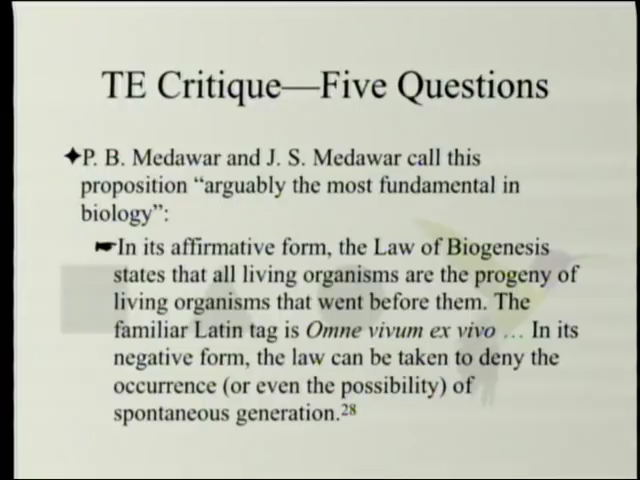 TE Critique—Five Questions
✦P. B. Medawar and J. S. Medawar call this
proposition “arguably the most fundamental in
biology”:
☛In its affirmative form, the Law of Biogenesis
states that all living organisms are the progeny of
living organisms that went before them. The
familiar Latin tag is Omne vivum ex vivo … In its
negative form, the law can be taken to deny the
occurrence (or even the possibility) of
spontaneous generation.²⁸